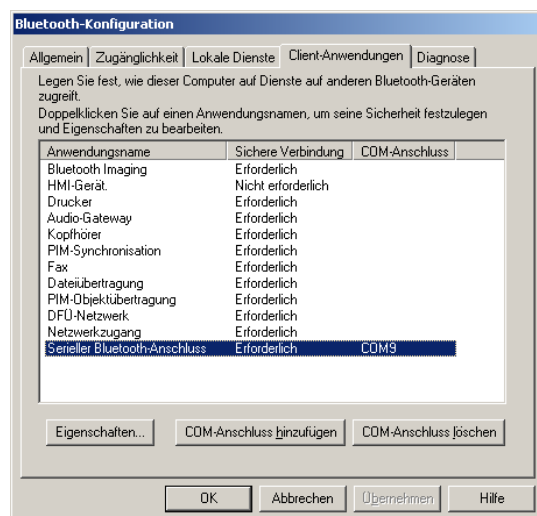 Bluetooth-Konfiguration
Allgemein Zugänglichkeit Lokale Dienste Client-Anwendungen Diagnose
Legen Sie fest, wie dieser Computer auf Dienste auf anderen Bluetooth-Geräten
zugreift.
Doppelklicken Sie auf einen Anwendungsnamen, um seine Sicherheit festzulegen
und Eigenschaften zu bearbeiten.
Anwendungsname Sichere Verbindung COM-Anschluss
Bluetooth Imaging Erforderlich
HMI-Gerät. Nicht erforderlich
Drucker Erforderlich
Audio-Gateway Erforderlich
Kopfhörer Erforderlich
PIM-Synchronisation Erforderlich
Fax Erforderlich
Dateiübertragung Erforderlich
PIM-Objektübertragung Erforderlich
DFÜ-Netzwerk Erforderlich
Netzwerkzugang Erforderlich
Serieller Bluetooth-Anschluss Erforderlich COM9
Eigenschaften... COM-Anschluss hinzufügen COM-Anschluss löschen
OK Abbrechen Übernehmen Hilfe